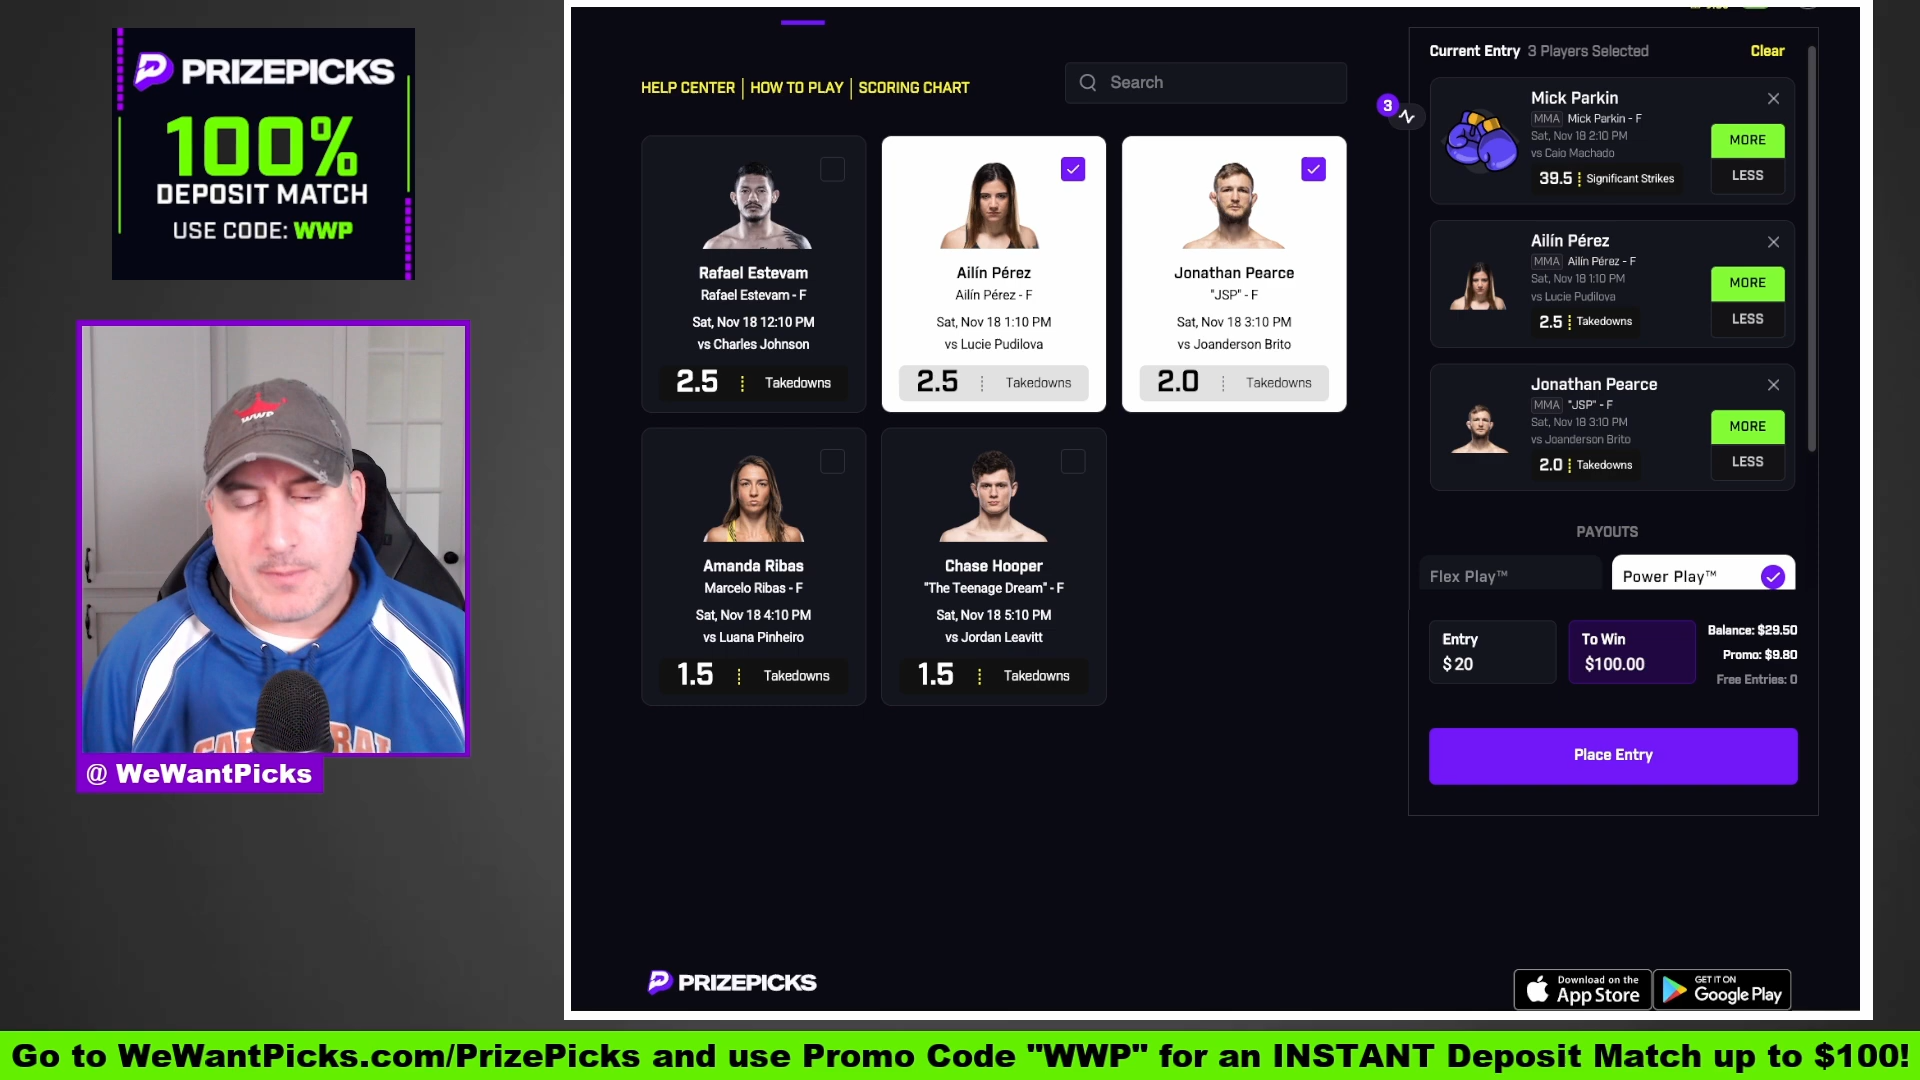 PRIZEPICKS
100%
DEPOSIT MATCH
USE CODE: WWP
WWP
@ WeWantPicks
HELP CENTER | HOW TO PLAY | SCORING CHART
Search
Rafael Estevam
Rafael Estevam - F
Sat, Nov 18 12:10 PM
vs Charles Johnson
2.5 Takedowns
Ailín Pérez
Ailín Pérez - F
Sat, Nov 18 1:10 PM
vs Lucie Pudilova
2.5 Takedowns
Jonathan Pearce
"JSP" - F
Sat, Nov 18 3:10 PM
vs Joanderson Brito
2.0 Takedowns
Amanda Ribas
Marcelo Ribas - F
Sat, Nov 18 4:10 PM
vs Luana Pinheiro
1.5 Takedowns
Chase Hooper
"The Teenage Dream" - F
Sat, Nov 18 5:10 PM
vs Jordan Leavitt
1.5 Takedowns
3
Current Entry 3 Players Selected Clear
Mick Parkin
MMA Mick Parkin - F
Sat, Nov 18 2:10 PM
vs Caio Machado
39.5 Significant Strikes
MORE
LESS
Ailín Pérez
MMA Ailín Pérez - F
Sat, Nov 18 1:10 PM
vs Lucie Pudilova
2.5 Takedowns
MORE
LESS
Jonathan Pearce
MMA "JSP" - F
Sat, Nov 18 3:10 PM
vs Joanderson Brito
2.0 Takedowns
MORE
LESS
PAYOUTS
Flex Play™ Power Play™
Entry
$ 20
To Win
$100.00
Balance: $29.50
Promo: $9.80
Free Entries: 0
Place Entry
PRIZEPICKS
Download on the
App Store
GET IT ON
Google Play
Go to WeWantPicks.com/PrizePicks and use Promo Code "WWP" for an INSTANT Deposit Match up to $100!